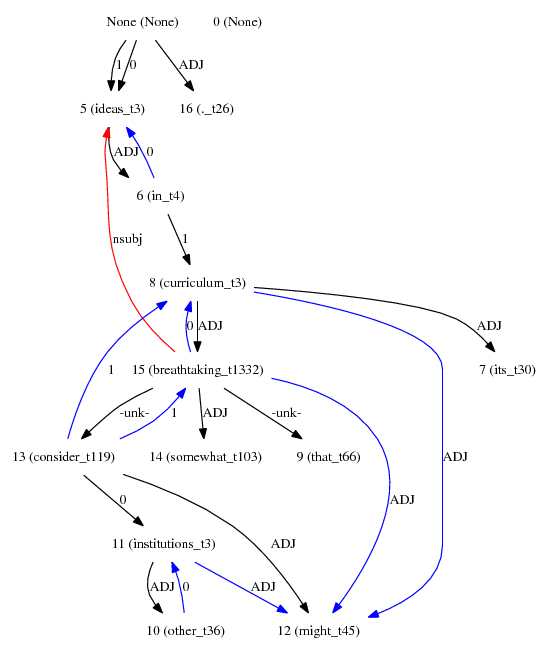 None (None) 0 (None)
1 0 ADJ
5 (ideas_t3) 16 (._t26)
ADJ 0
6 (in_t4)
nsubj 1
8 (curriculum_t3)
0 ADJ ADJ
1 15 (breathtaking_t1332) 7 (its_t30)
-unk- 1 ADJ -unk-
13 (consider_t119) 14 (somewhat_t103) 9 (that_t66) ADJ
0 ADJ
11 (institutions_t3) ADJ
ADJ 0 ADJ
10 (other_t36) 12 (might_t45)